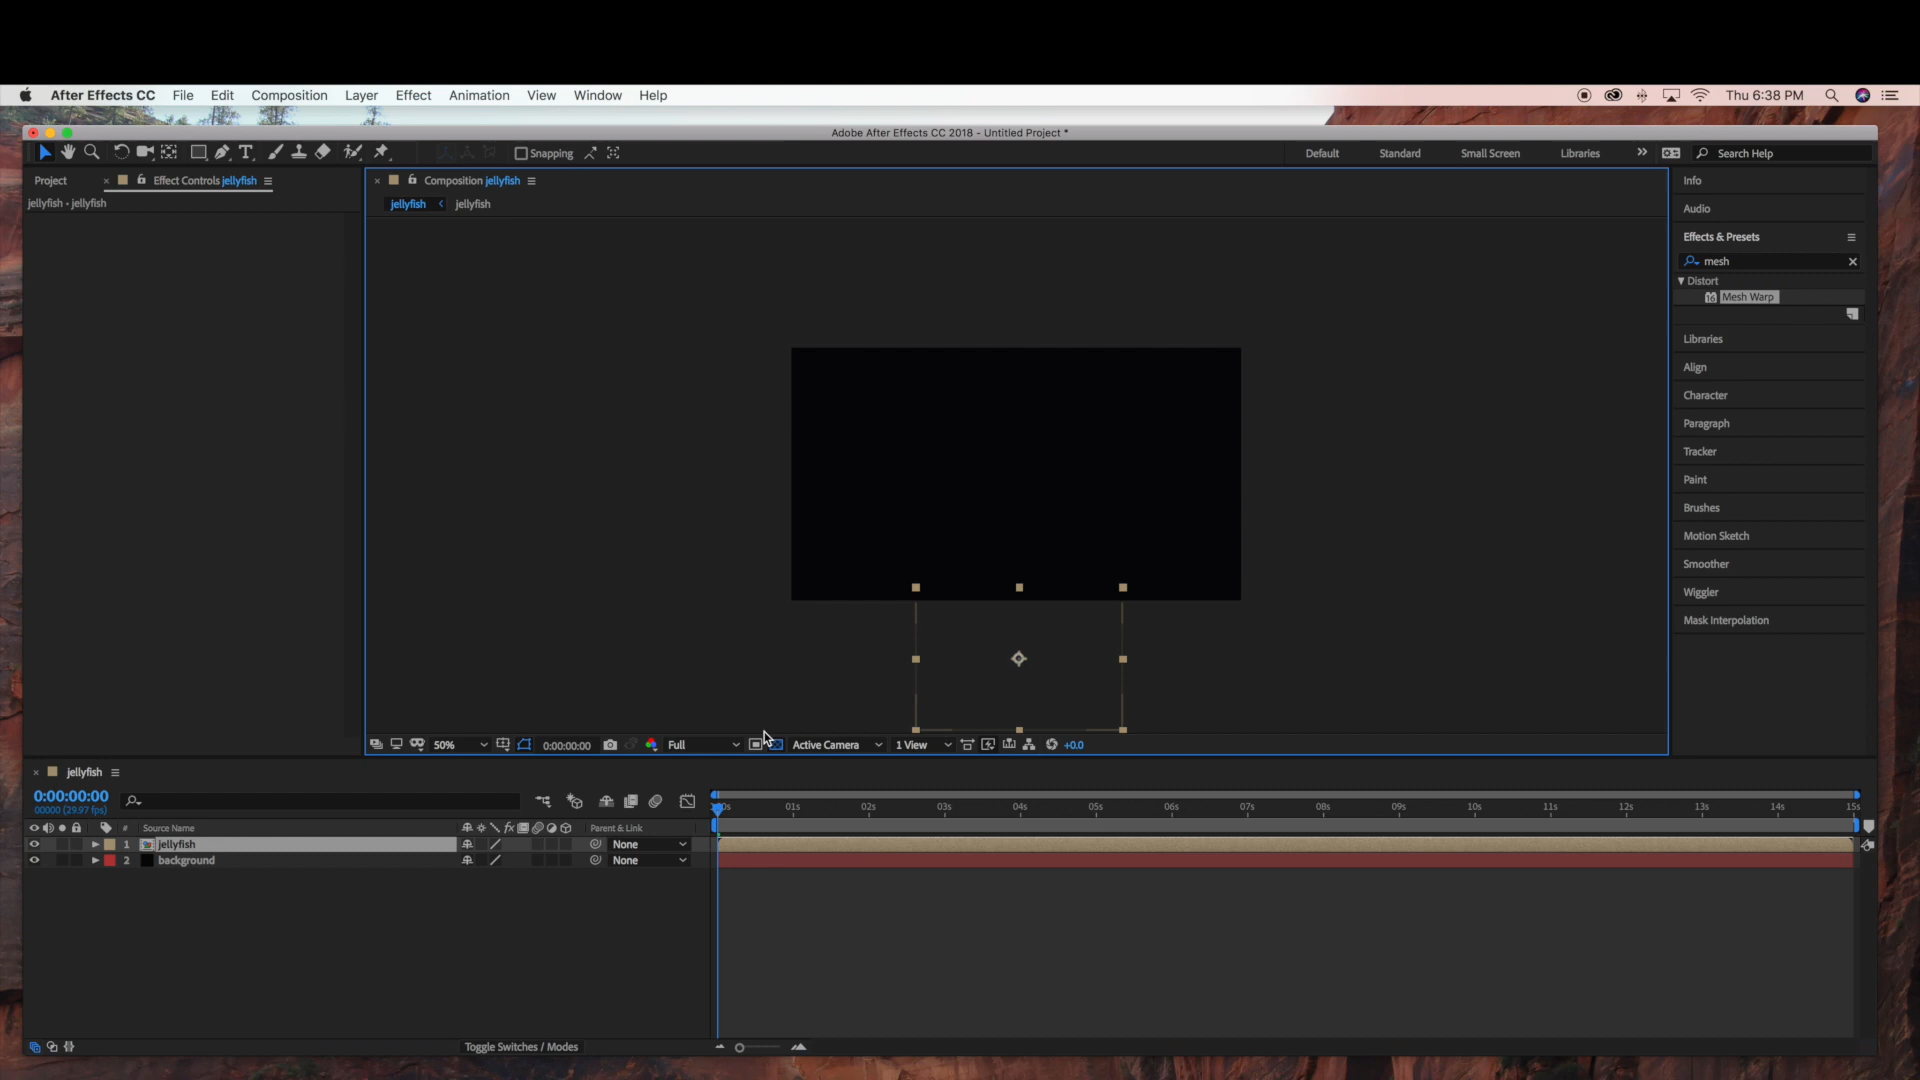 After Effects CC File Edit Composition Layer Effect Animation View Window Help Thu 6:38 PM
Adobe After Effects CC 2018 - Untitled Project *
Snapping Default Standard Small Screen Libraries Search Help
Project Effect Controls jellyfish Composition jellyfish Info
jellyfish • jellyfish jellyfish jellyfish
Audio
Effects & Presets
mesh
Distort
Mesh Warp
Libraries
Align
Character
Paragraph
Tracker
Paint
Brushes
Motion Sketch
Smoother
Wiggler
Mask Interpolation
50% 0:00:00:00 Full Active Camera 1 View +0.0
jellyfish
0:00:00:00
00000 (29.97 fps)
01s 02s 03s 04s 05s 06s 07s 08s 09s 10s 11s 12s 13s 14s 15s
# Source Name fx Parent & Link
1 jellyfish None
2 background None
Toggle Switches / Modes